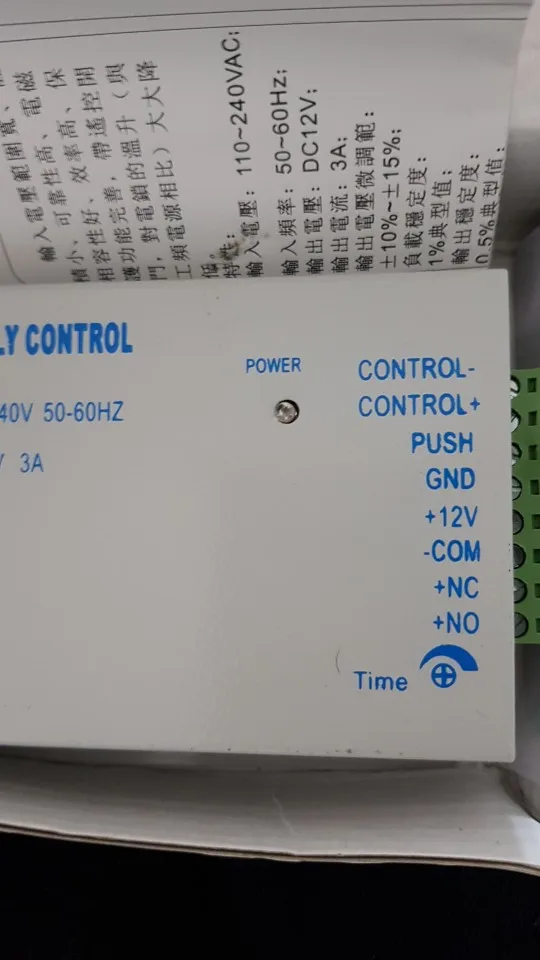 輸入電壓範圍寬、
積小、可靠性高、電磁
相容性好、效率高、保
護功能完善，帶遙控開
門，對電鎖的溫升（與
工頻電源相比）大大降
低。
特性：
輸入電壓：110~240VAC;
輸入頻率：50~60Hz;
輸出電壓：DC12V;
輸出電流：3A;
輸出電壓微調範：
±10%~±15%;
負載穩定度：
1%典型值;
輸出穩定度：
0.5%典型值;
LY CONTROL
40V 50-60HZ
3A
POWER
CONTROL-
CONTROL+
PUSH
GND
+12V
-COM
+NC
+NO
Time